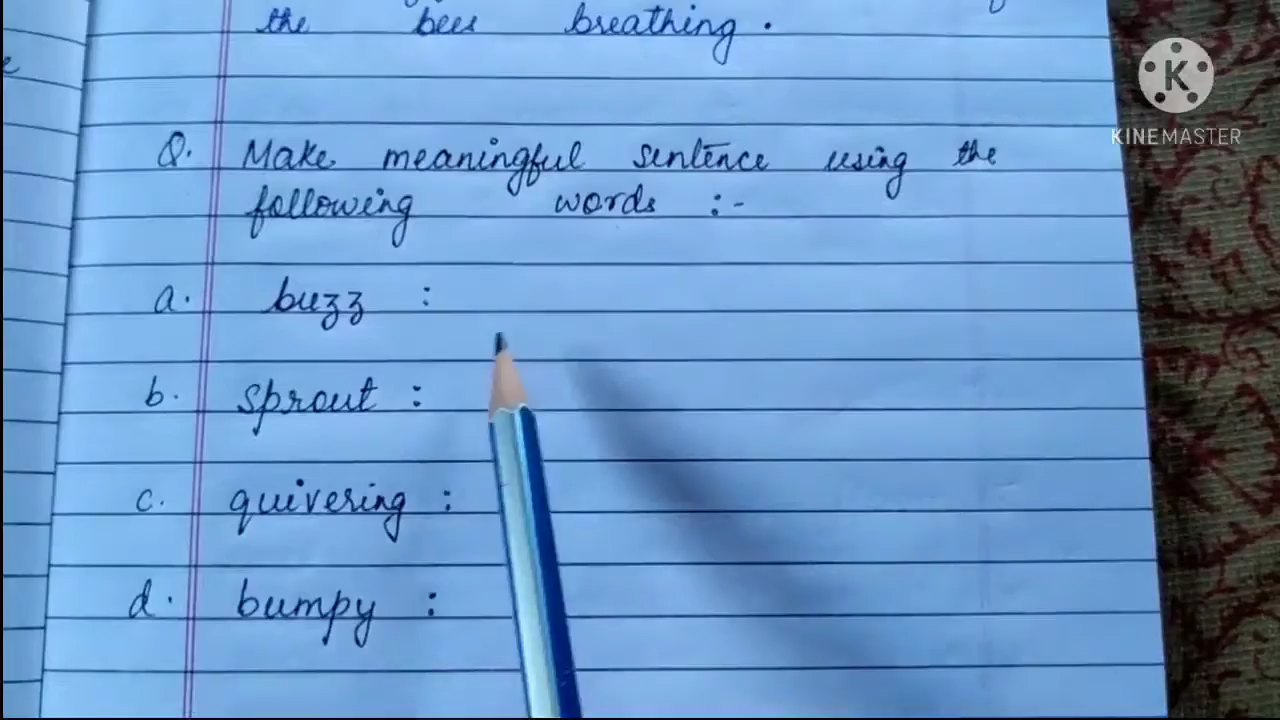 the bees breathing.
Q. Make meaningful sentence using the
following words :-
a. buzz :
b. sprout :
c. quivering :
d. bumpy :
K
KINEMASTER